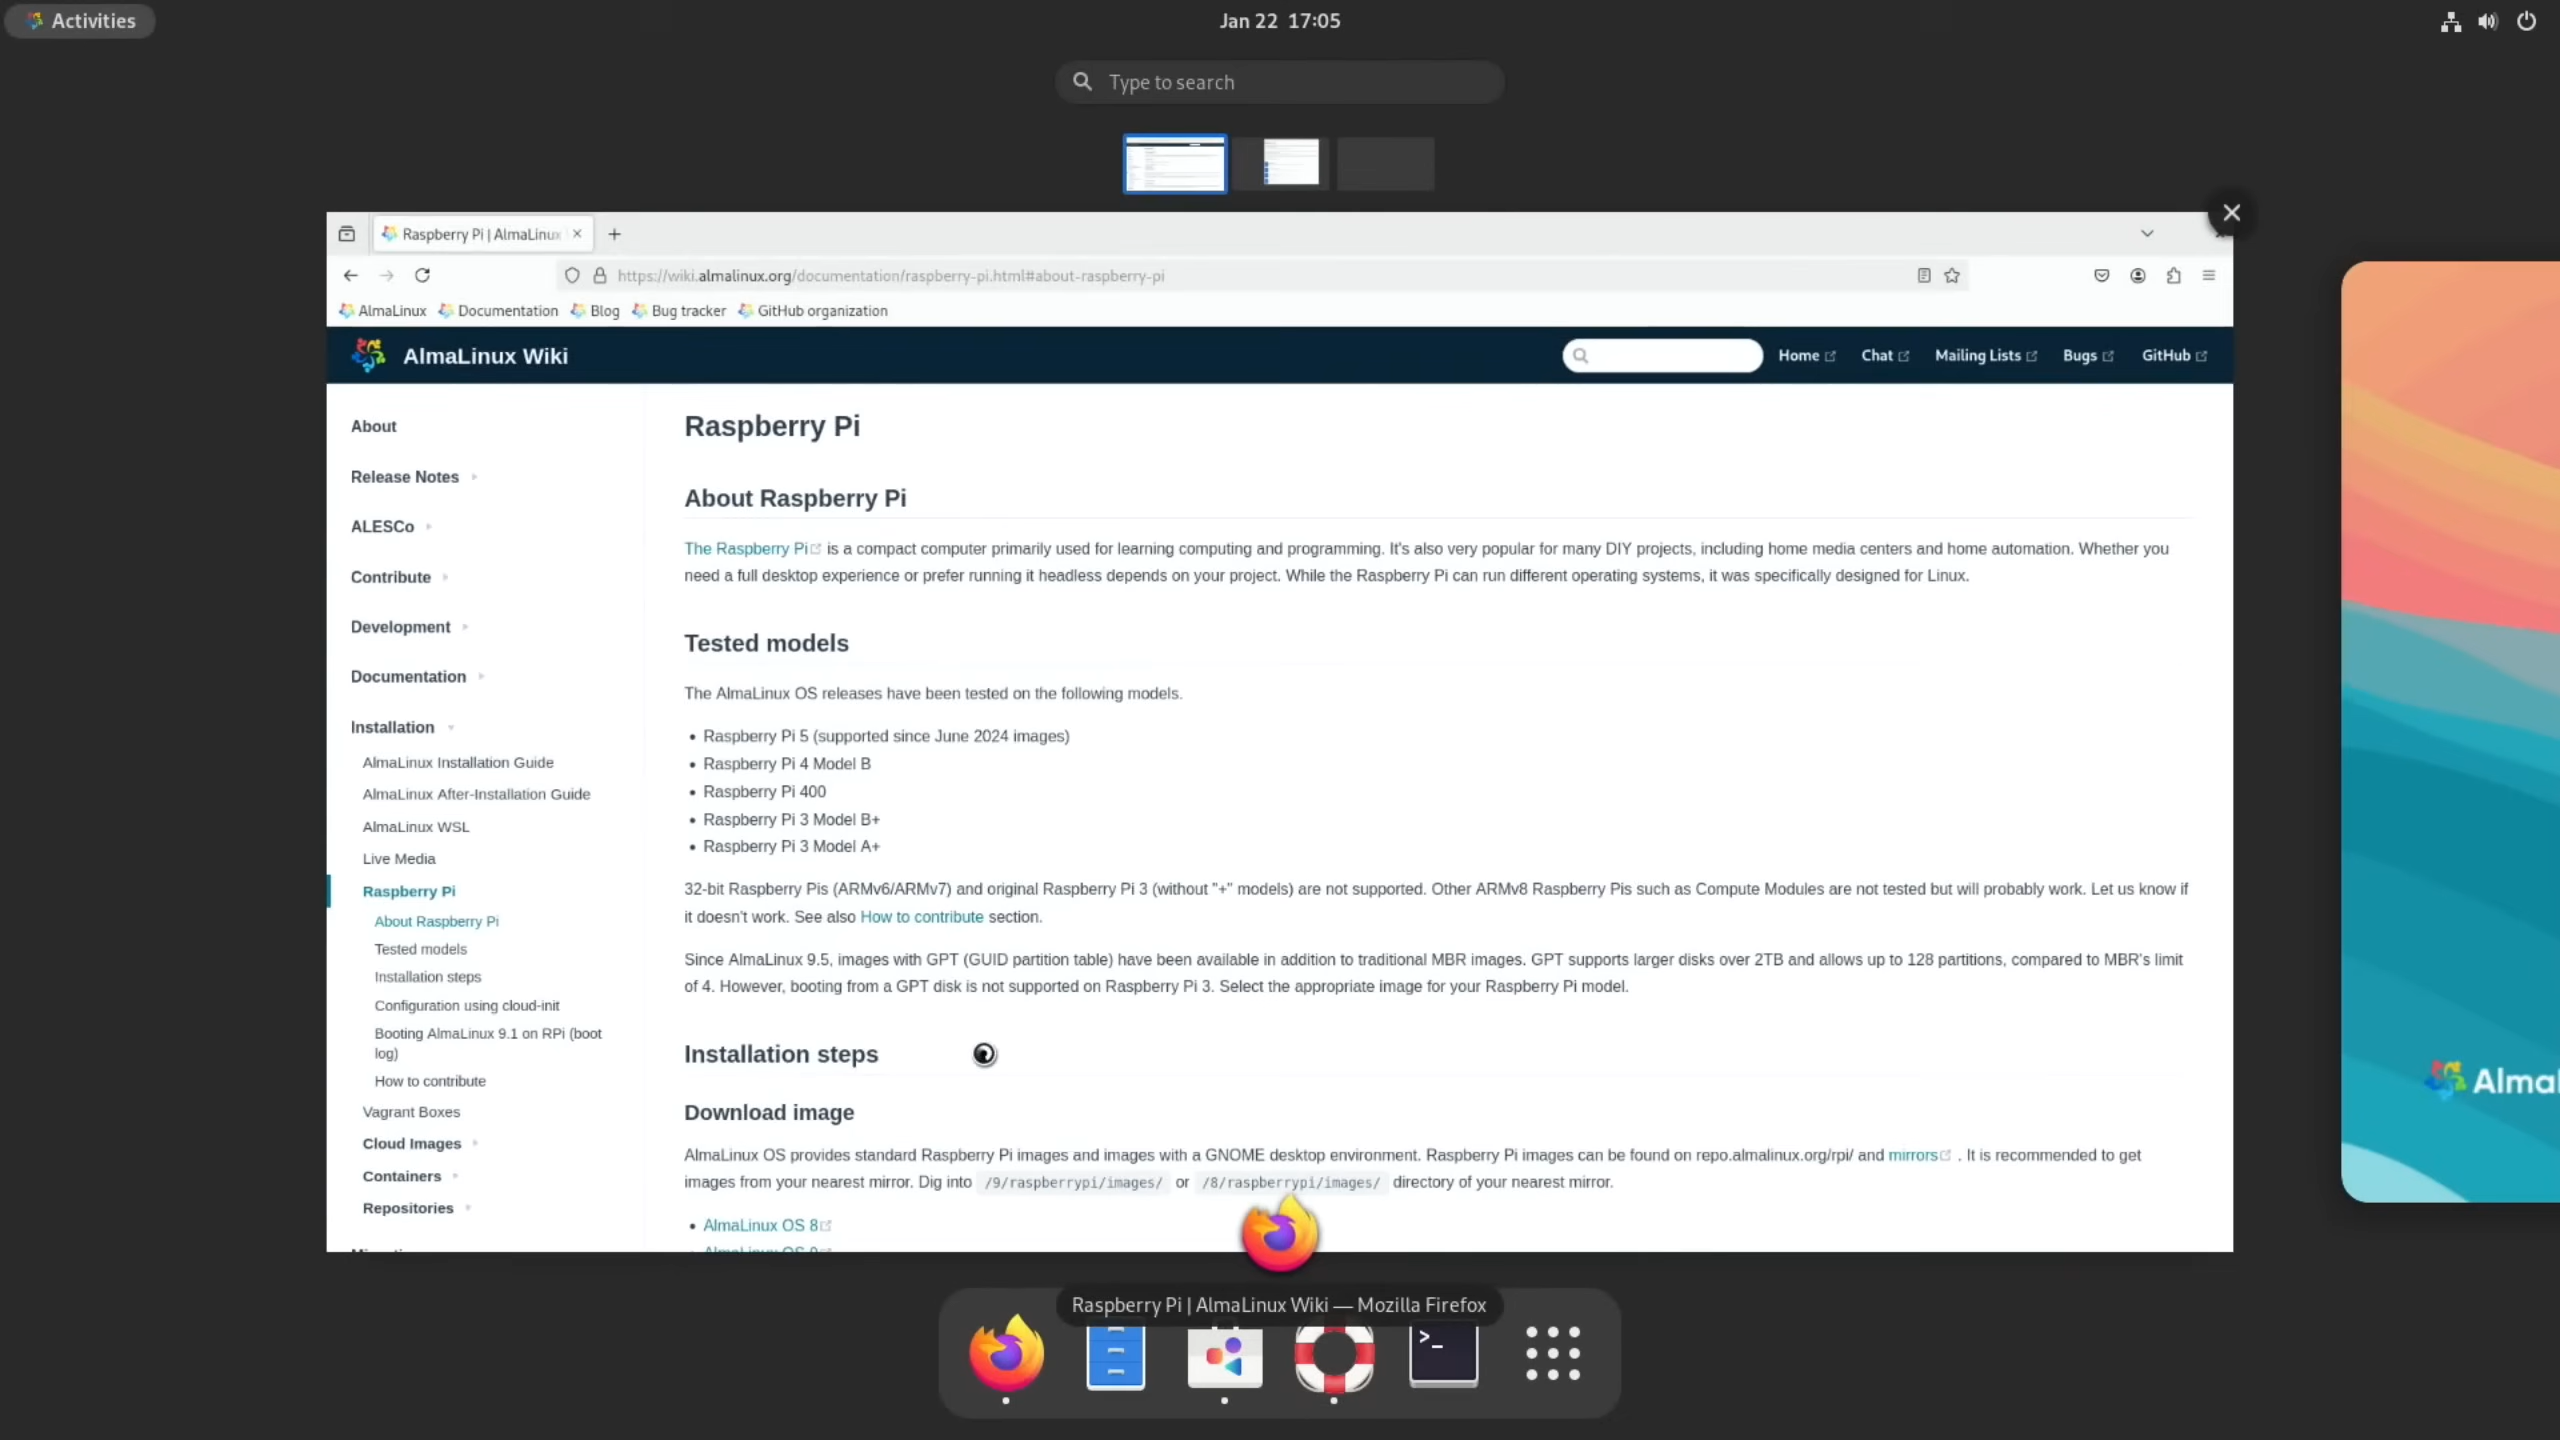 Activities
Jan 22 17:05
Type to search
Raspberry Pi | AlmaLinux
https://wiki.almalinux.org/documentation/raspberry-pi.html#about-raspberry-pi
AlmaLinux Documentation Blog Bug tracker GitHub organization
AlmaLinux Wiki
Home Chat Mailing Lists Bugs GitHub
About
Release Notes
ALESCo
Contribute
Development
Documentation
Installation
AlmaLinux Installation Guide
AlmaLinux After-Installation Guide
AlmaLinux WSL
Live Media
Raspberry Pi
About Raspberry Pi
Tested models
Installation steps
Configuration using cloud-init
Booting AlmaLinux 9.1 on RPi (boot
log)
How to contribute
Vagrant Boxes
Cloud Images
Containers
Repositories
Raspberry Pi
About Raspberry Pi
The Raspberry Pi is a compact computer primarily used for learning computing and programming. It's also very popular for many DIY projects, including home media centers and home automation. Whether you
need a full desktop experience or prefer running it headless depends on your project. While the Raspberry Pi can run different operating systems, it was specifically designed for Linux.
Tested models
The AlmaLinux OS releases have been tested on the following models.
• Raspberry Pi 5 (supported since June 2024 images)
• Raspberry Pi 4 Model B
• Raspberry Pi 400
• Raspberry Pi 3 Model B+
• Raspberry Pi 3 Model A+
32-bit Raspberry Pis (ARMv6/ARMv7) and original Raspberry Pi 3 (without "+" models) are not supported. Other ARMv8 Raspberry Pis such as Compute Modules are not tested but will probably work. Let us know if
it doesn't work. See also How to contribute section.
Since AlmaLinux 9.5, images with GPT (GUID partition table) have been available in addition to traditional MBR images. GPT supports larger disks over 2TB and allows up to 128 partitions, compared to MBR's limit
of 4. However, booting from a GPT disk is not supported on Raspberry Pi 3. Select the appropriate image for your Raspberry Pi model.
Installation steps
Download image
AlmaLinux OS provides standard Raspberry Pi images and images with a GNOME desktop environment. Raspberry Pi images can be found on repo.almalinux.org/rpi/ and mirrors . It is recommended to get
images from your nearest mirror. Dig into /9/raspberrypi/images/ or /8/raspberrypi/images/ directory of your nearest mirror.
• AlmaLinux OS 8
Alma
Raspberry Pi | AlmaLinux Wiki — Mozilla Firefox
>_